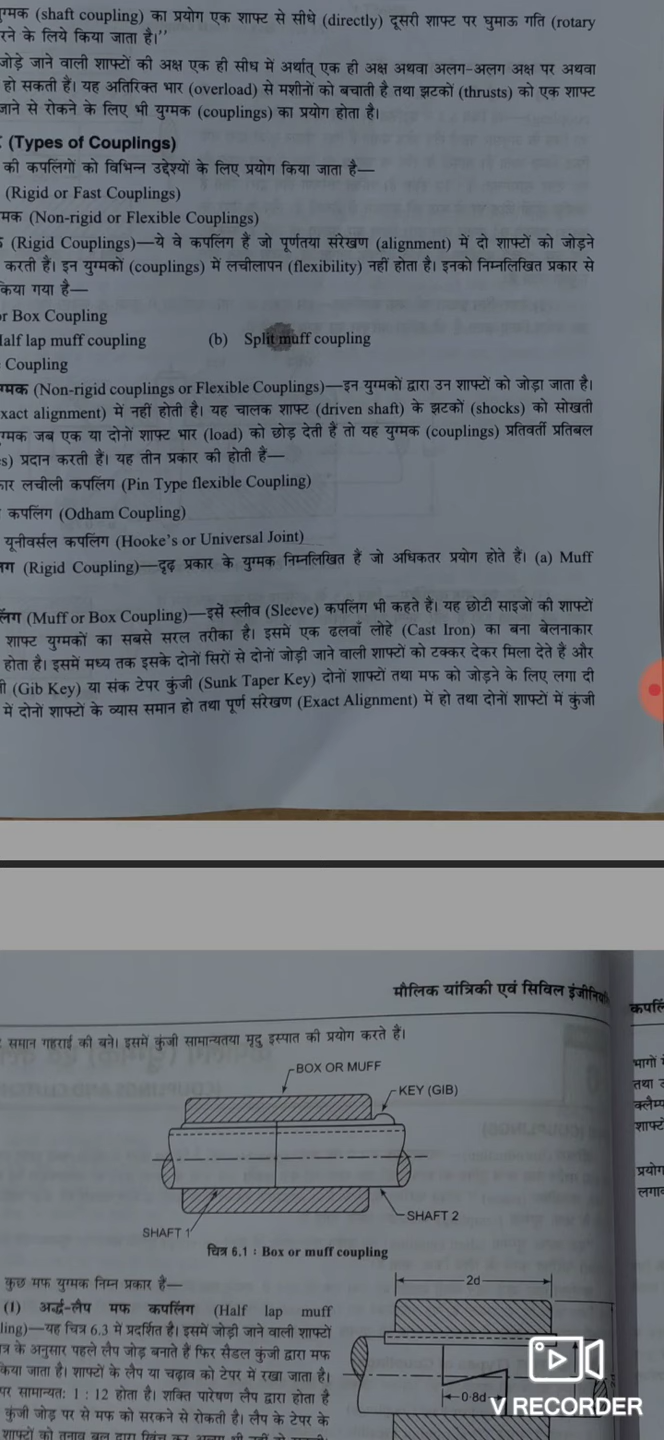 ग्मक (shaft coupling) का प्रयोग एक शाफ्ट से सीधे (directly) दूसरी शाफ्ट पर घुमाऊ गति (rotary
रने के लिये किया जाता है।''
जोड़े जाने वाली शाफ्टों की अक्ष एक ही सीध में अर्थात् एक ही अक्ष अथवा अलग-अलग अक्ष पर अथवा
हो सकती हैं। यह अतिरिक्त भार (overload) से मशीनों को बचाती है तथा झटकों (thrusts) को एक शाफ्ट
जाने से रोकने के लिए भी युग्मक (couplings) का प्रयोग होता है।
(Types of Couplings)
की कपलिंगों को विभिन्न उद्देश्यों के लिए प्रयोग किया जाता है—
(Rigid or Fast Couplings)
मक (Non-rigid or Flexible Couplings)
(Rigid Couplings)—ये वे कपलिंग हैं जो पूर्णतया संरेखण (alignment) में दो शाफ्टों को जोड़ने
करती हैं। इन युग्मकों (couplings) में लचीलापन (flexibility) नहीं होता है। इनको निम्नलिखित प्रकार से
किया गया है—
or Box Coupling
Half lap muff coupling (b) Split muff coupling
Coupling
ग्मक (Non-rigid couplings or Flexible Couplings)—इन युग्मकों द्वारा उन शाफ्टों को जोड़ा जाता है।
xact alignment) में नहीं होती है। यह चालक शाफ्ट (driven shaft) के झटकों (shocks) को सोखती
ग्मक जब एक या दोनों शाफ्ट भार (load) को छोड़ देती हैं तो यह युग्मक (couplings) प्रतिवर्ती प्रतिबल
s) प्रदान करती हैं। यह तीन प्रकार की होती हैं—
कार लचीली कपलिंग (Pin Type flexible Coupling)
कपलिंग (Odham Coupling)
यूनीवर्सल कपलिंग (Hooke's or Universal Joint)
लंग (Rigid Coupling)—दृढ़ प्रकार के युग्मक निम्नलिखित हैं जो अधिकतर प्रयोग होते है। (a) Muff
लिंग (Muff or Box Coupling)—इसे स्लीव (Sleeve) कपलिंग भी कहते हैं। यह छोटी साइजों की शाफ्टों
शाफ्ट युग्मकों का सबसे सरल तरीका है। इसमें एक ढलवाँ लोहे (Cast Iron) का बना बेलनाकार
होता है। इसमें मध्य तक इसके दोनों सिरों से दोनों जोड़ी जाने वाली शाफ्टों को टक्कर देकर मिला देते हैं और
जी (Gib Key) या संक टेपर कुंजी (Sunk Taper Key) दोनों शाफ्टों तथा मफ को जोड़ने के लिए लगा दी
में दोनों शाफ्टों के व्यास समान हो तथा पूर्ण संरेखण (Exact Alignment) में हो तथा दोनों शाफ्टों में कुंजी
मौलिक यांत्रिकी एवं सिविल इंजीनियरि
कपलिं
समान गहराई की बने। इसमें कुंजी सामान्यतया मृदु इस्पात की प्रयोग करते हैं।
BOX OR MUFF
KEY (GIB)
SHAFT 2
SHAFT 1
चित्र 6.1 : Box or muff coupling
भागों में
तथा
क्लैम्प
शाफ्टों
प्रयोग
लगाव
कुछ मफ युग्मक निम्न प्रकार हैं—
(1) अर्द्ध-लैप मफ कपलिंग (Half lap muff
ling)—यह चित्र 6.3 में प्रदर्शित है। इसमें जोड़ी जाने वाली शाफ्टों
त्र के अनुसार पहले लैप जोड़ बनाते हैं फिर सैडल कुंजी द्वारा मफ
किया जाता है। शाफ्टों के लैप या चढ़ाव को टेपर में रखा जाता है।
पर सामान्यत: 1 : 12 होता है। शक्ति पारेषण लैप द्वारा होता है
कुंजी जोड़ पर से मफ को सरकने से रोकती है। लैप के टेपर के
शाफ्टों को तनाव बल द्वारा खिंच कर अलग भी नहीं हो सकती।
2d
0·8d
V RECORDER